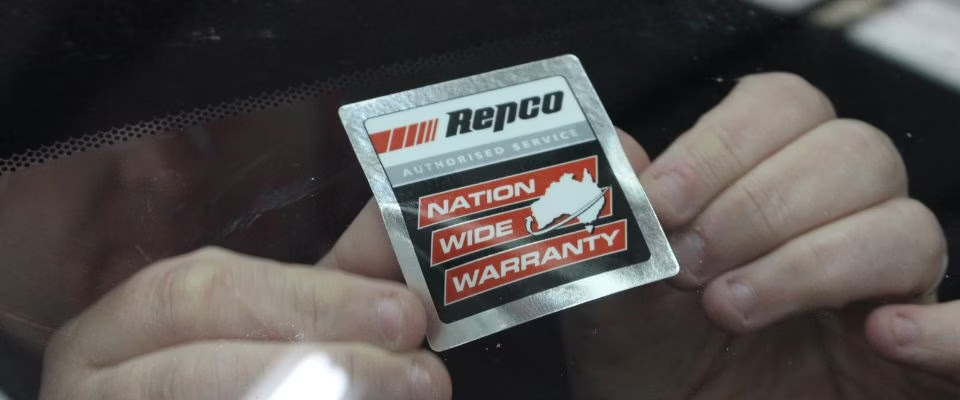 Repco
AUTHORISED SERVICE
NATION
WIDE
WARRANTY